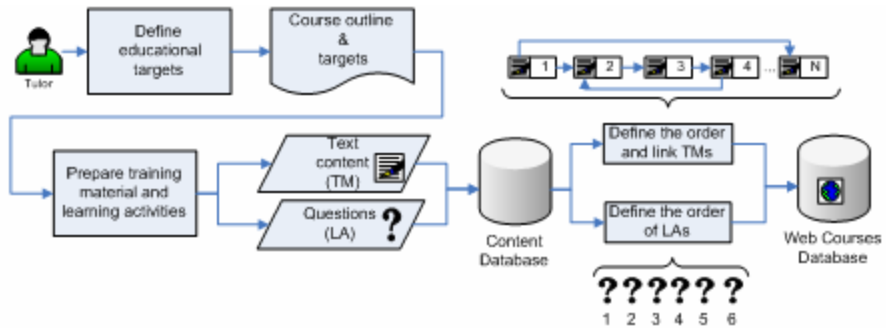 Tutor
Define
educational
targets
Course outline
&
targets
1 2 3 4 ... N
Prepare training
material and
learning activities
Text
content
(TM)
Questions
(LA)
?
Content
Database
Define the order
and link TMs
Define the order
of LAs
? ? ? ? ? ?
1 2 3 4 5 6
Web Courses
Database